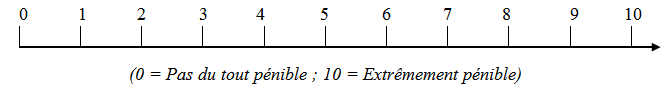 0 1 2 3 4 5 6 7 8 9 10
(0 = Pas du tout pénible ; 10 = Extrêmement pénible)